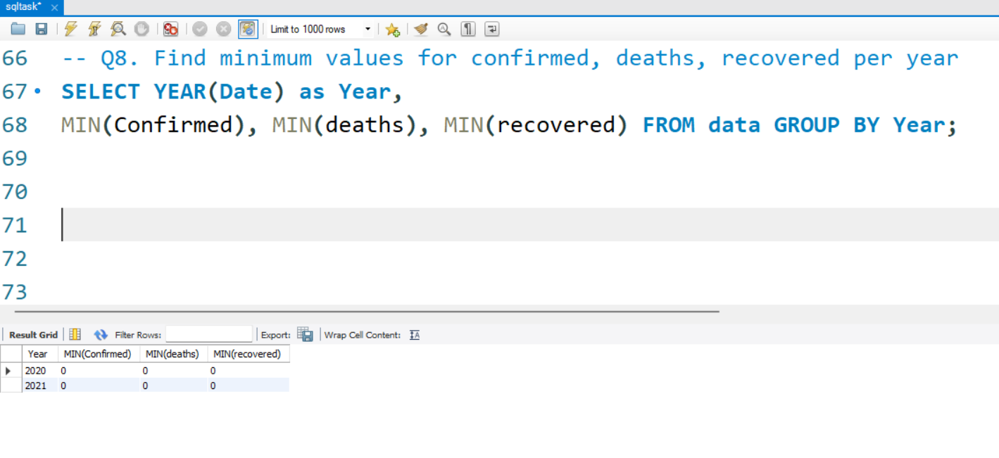 sqltask*
Limit to 1000 rows
66 -- Q8. Find minimum values for confirmed, deaths, recovered per year
67 SELECT YEAR(Date) as Year,
68 MIN(Confirmed), MIN(deaths), MIN(recovered) FROM data GROUP BY Year;
69
70
71
72
73
Result Grid Filter Rows: Export: Wrap Cell Content:
Year MIN(Confirmed) MIN(deaths) MIN(recovered)
2020 0 0 0
2021 0 0 0